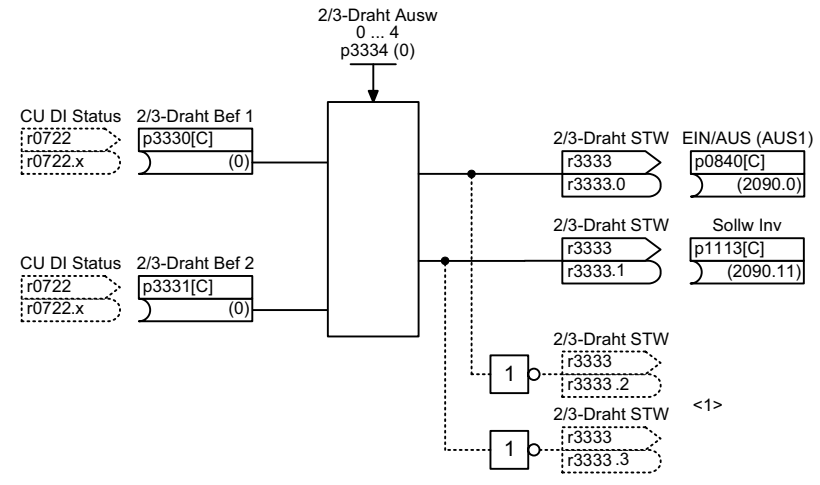 2/3-Draht Ausw
0 ... 4
p3334 (0)
CU DI Status
2/3-Draht Bef 1
r0722
p3330[C]
r0722.x
(0)
2/3-Draht STW
EIN/AUS (AUS1)
r3333
p0840[C]
r3333.0
(2090.0)
2/3-Draht STW
Sollw Inv
r3333
p1113[C]
r3333.1
(2090.11)
CU DI Status
2/3-Draht Bef 2
r0722
p3331[C]
r0722.x
(0)
2/3-Draht STW
1
r3333
r3333 .2
<1>
2/3-Draht STW
1
r3333
r3333 .3